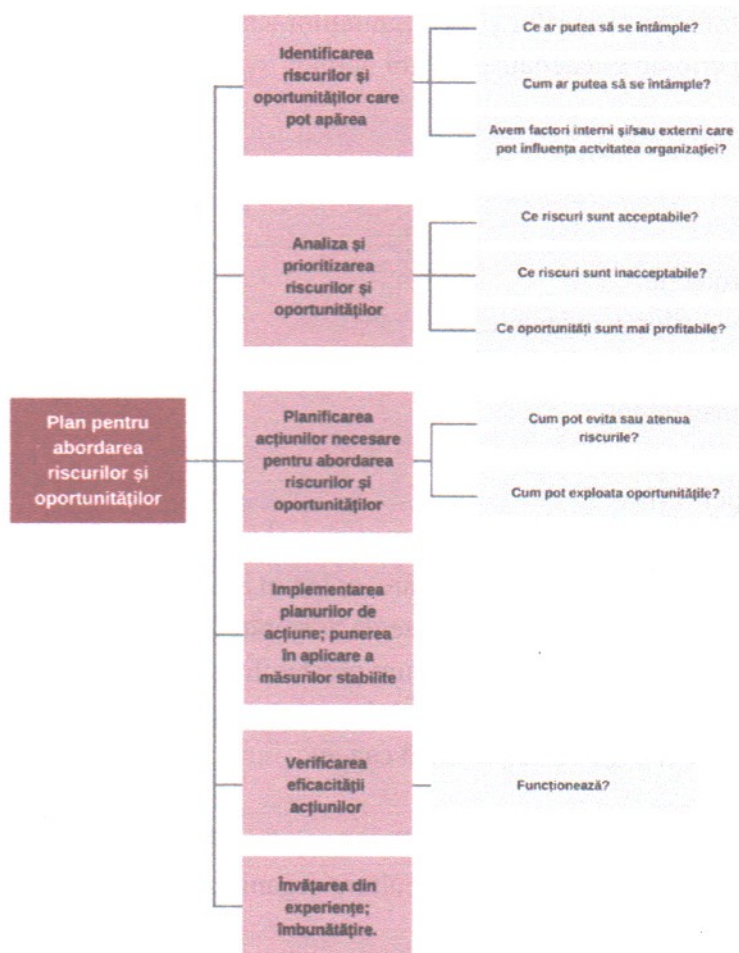 Plan pentru
abordarea
riscurilor și
oportunităților
Identificarea
riscurilor și
oportunităților care
pot apărea
Ce ar putea să se întâmple?
Cum ar putea să se întâmple?
Avem factori interni și/sau externi care
pot influența actvitatea organizației?
Analiza și
prioritizarea
riscurilor și
oportunităților
Ce riscuri sunt acceptabile?
Ce riscuri sunt inacceptabile?
Ce oportunități sunt mai profitabile?
Planificarea
acțiunilor necesare
pentru abordarea
riscurilor și
oportunităților
Cum pot evita sau atenua
riscurile?
Cum pot exploata oportunitățile?
Implementarea
planurilor de
acțiune; punerea
în aplicare a
măsurilor stabilite
Verificarea
eficacității
acțiunilor
Funcționează?
Învățarea din
experiențe;
îmbunătățire.